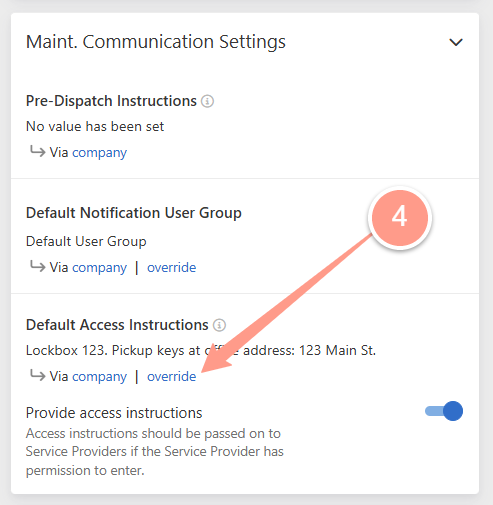 Maint. Communication Settings
Pre-Dispatch Instructions
No value has been set
Via company
Default Notification User Group
4
Default User Group
Via company | override
Default Access Instructions
Lockbox 123. Pickup keys at office address: 123 Main St.
Via company | override
Provide access instructions
Access instructions should be passed on to
Service Providers if the Service Provider has
permission to enter.